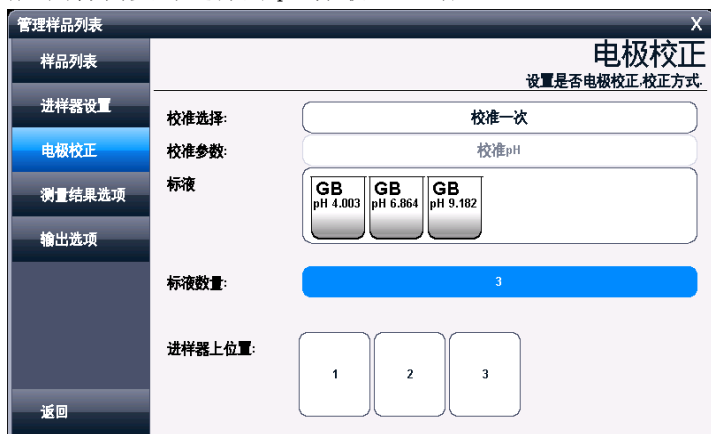 管理样品列表 X
样品列表
进样器设置
电极校正
测量结果选项
输出选项
返回
电极校正
设置是否电极校正,校正方式.
校准选择: 校准一次
校准参数: 校准pH
标液
GB GB GB
pH 4.003 pH 6.864 pH 9.182
标液数量: 3
进样器上位置:
1 2 3